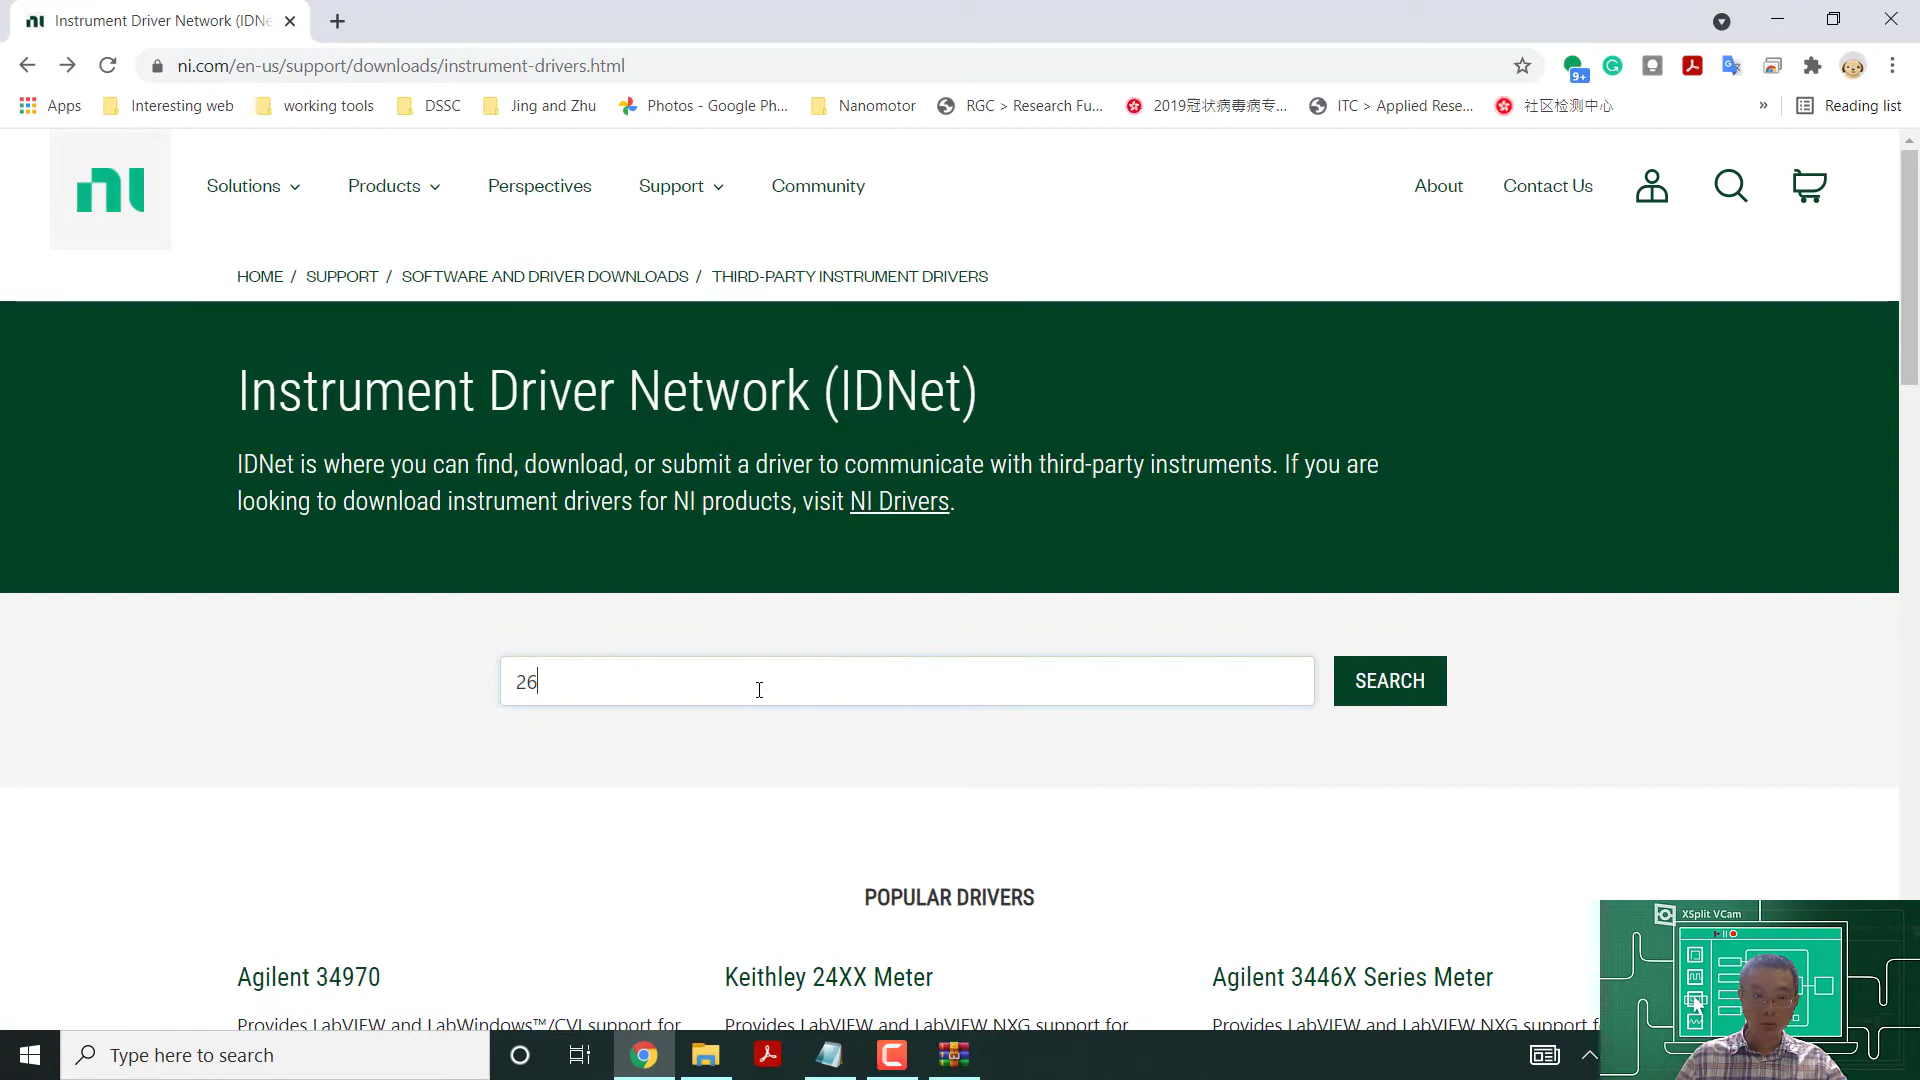 Instrument Driver Network (IDNe
ni.com/en-us/support/downloads/instrument-drivers.html
9+
Apps
Interesting web
working tools
DSSC
Jing and Zhu
Photos - Google Ph...
Nanomotor
RGC > Research Fu...
2019冠状病毒病专...
ITC > Applied Rese...
社区检测中心
»
Reading list
ni
Solutions
Products
Perspectives
Support
Community
About
Contact Us
HOME / SUPPORT / SOFTWARE AND DRIVER DOWNLOADS / THIRD-PARTY INSTRUMENT DRIVERS
Instrument Driver Network (IDNet)
IDNet is where you can find, download, or submit a driver to communicate with third-party instruments. If you are
looking to download instrument drivers for NI products, visit NI Drivers.
26
SEARCH
POPULAR DRIVERS
Agilent 34970
Keithley 24XX Meter
Agilent 3446X Series Meter
Provides LabVIEW and LabWindows™/CVI support for
Provides LabVIEW and LabVIEW NXG support for
Provides LabVIEW and LabVIEW NXG support f
XSplit VCam
Type here to search